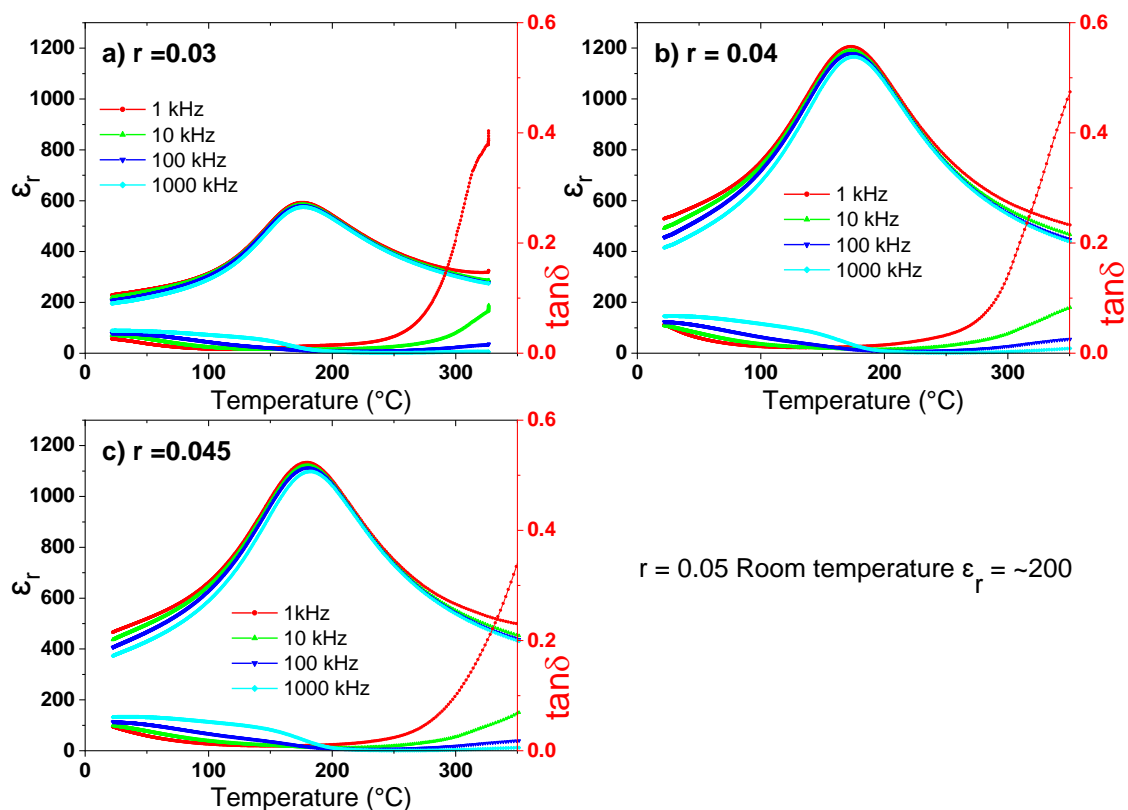 a) r =0.03
1 kHz
10 kHz
100 kHz
1000 kHz
εr
1200
1000
800
600
400
200
0
0 100 200 300
Temperature (°C)
0.6
0.4
0.2
0.0
tanδ
b) r = 0.04
1 kHz
10 kHz
100 kHz
1000 kHz
εr
1200
1000
800
600
400
200
0
0 100 200 300
Temperature (°C)
0.6
0.4
0.2
0.0
tanδ
c) r =0.045
1kHz
10 kHz
100 kHz
1000 kHz
εr
1200
1000
800
600
400
200
0
0 100 200 300
Temperature (°C)
0.6
0.4
0.2
0.0
tanδ
r = 0.05 Room temperature εr = ~200